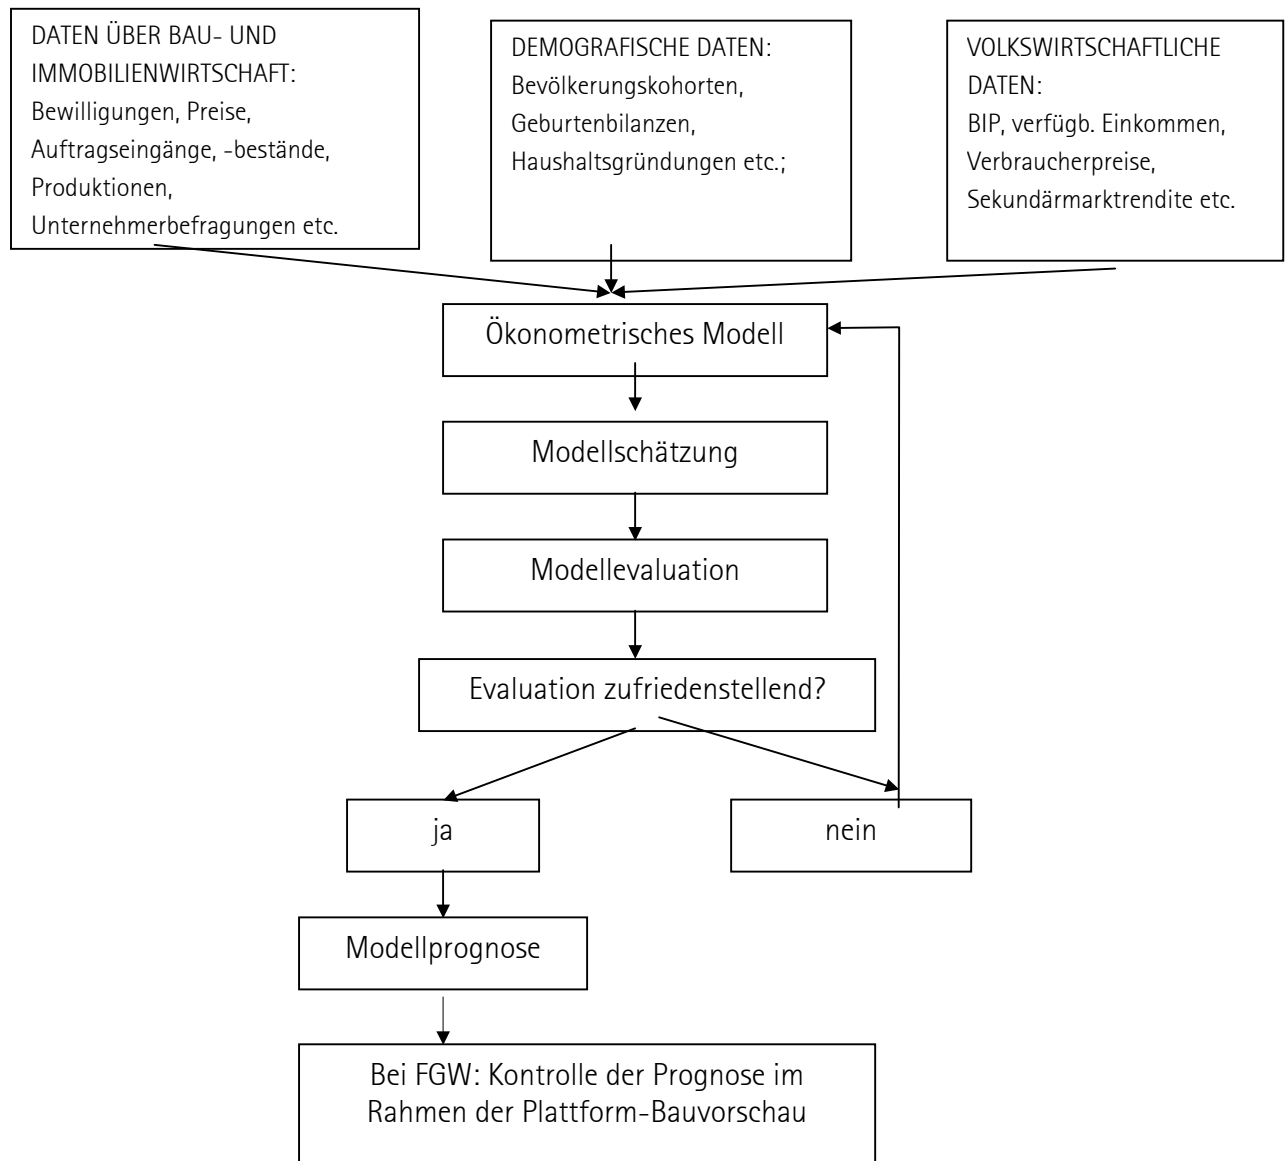 DATEN ÜBER BAU- UND
IMMOBILIENWIRTSCHAFT:
Bewilligungen, Preise,
Auftragseingänge, -bestände,
Produktionen,
Unternehmerbefragungen etc.
DEMOGRAFISCHE DATEN:
Bevölkerungskohorten,
Geburtenbilanzen,
Haushaltsgründungen etc.;
VOLKSWIRTSCHAFTLICHE
DATEN:
BIP, verfügb. Einkommen,
Verbraucherpreise,
Sekundärmarktrendite etc.
Ökonometrisches Modell
Modellschätzung
Modellevaluation
Evaluation zufriedenstellend?
ja
nein
Modellprognose
Bei FGW: Kontrolle der Prognose im
Rahmen der Plattform-Bauvorschau